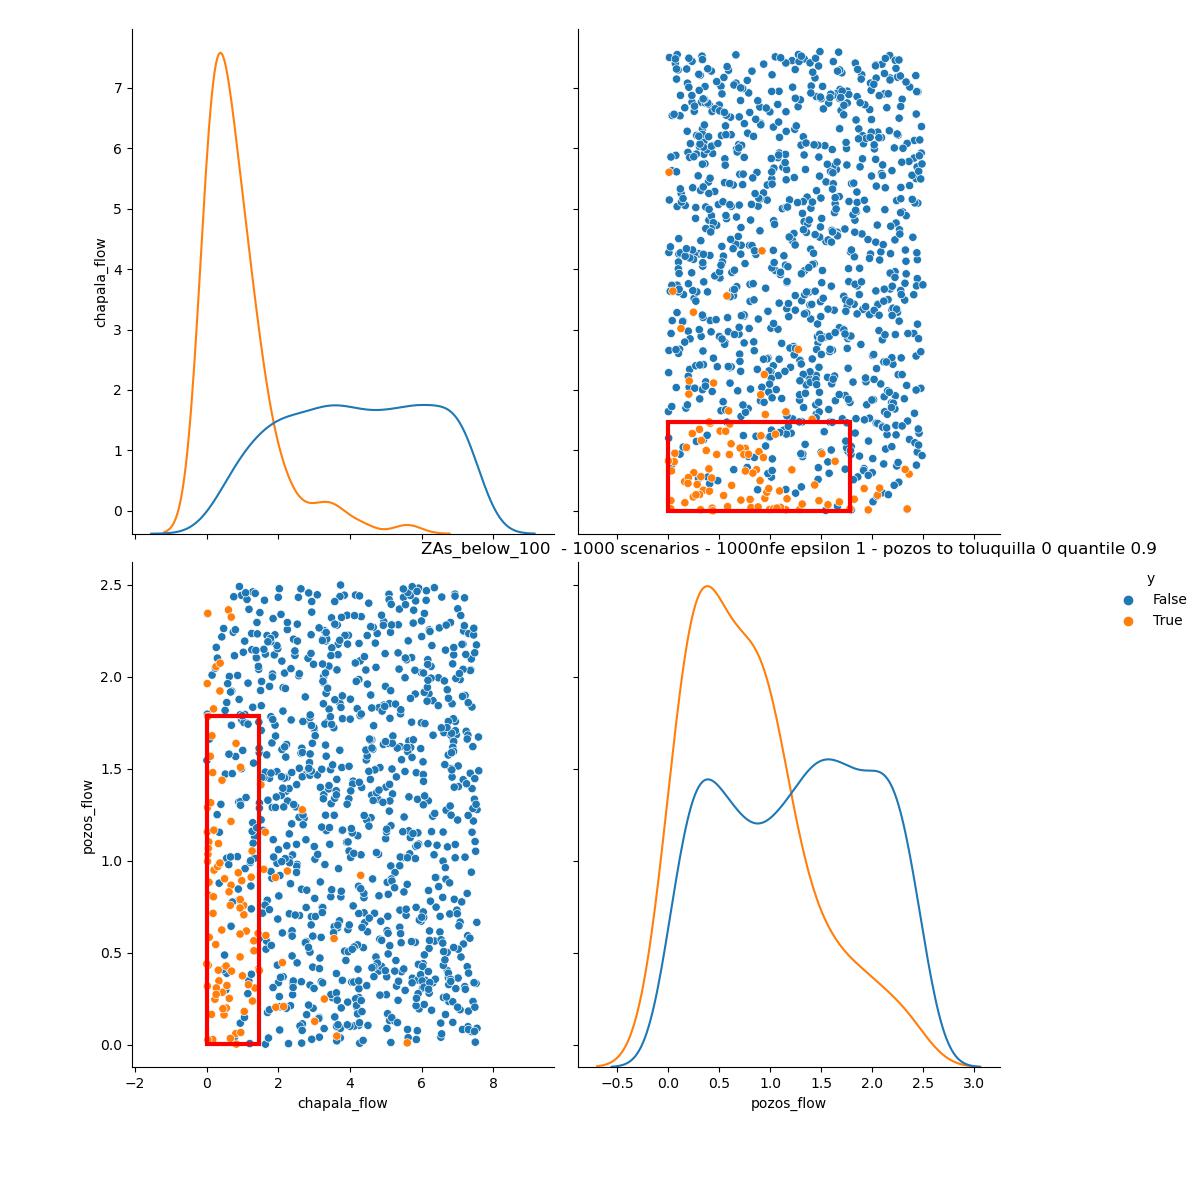 7
6
5
4
3
2
1
0
chapala_flow
ZAs_below_100  - 1000 scenarios - 1000nfe epsilon 1 - pozos to toluquilla 0 quantile 0.9
y
False
True
2.5
2.0
1.5
1.0
0.5
0.0
pozos_flow
−2 0 2 4 6 8
chapala_flow
−0.5 0.0 0.5 1.0 1.5 2.0 2.5 3.0
pozos_flow